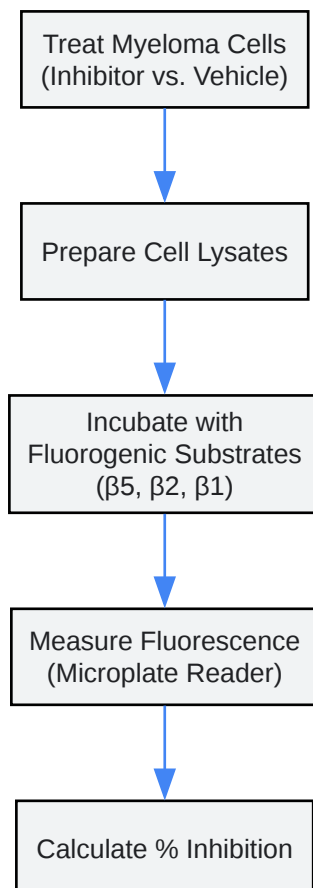 Treat Myeloma Cells
(Inhibitor vs. Vehicle)
Prepare Cell Lysates
Incubate with
Fluorogenic Substrates
(β5, β2, β1)
Measure Fluorescence
(Microplate Reader)
Calculate % Inhibition